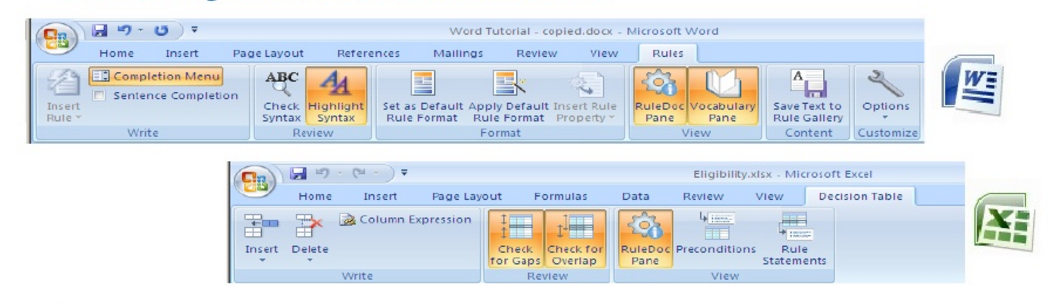 Word Tutorial - copied.docx - Microsoft Word
Home Insert Page Layout References Mailings Review View Rules
Insert Rule
Completion Menu
Sentence Completion
Write
ABC
Check Syntax
Highlight Syntax
Review
Set as Default Rule Format
Apply Default Rule Format
Insert Rule Property
Format
RuleDoc Pane
Vocabulary Pane
View
Save Text to Rule Gallery
Content
Options
Customize
W
Eligibility.xlsx - Microsoft Excel
Home Insert Page Layout Formulas Data Review View Decision Table
Insert
Delete
Column Expression
Write
Check for Gaps
Check for Overlap
Review
RuleDoc Pane
Preconditions
Rule Statements
View
X